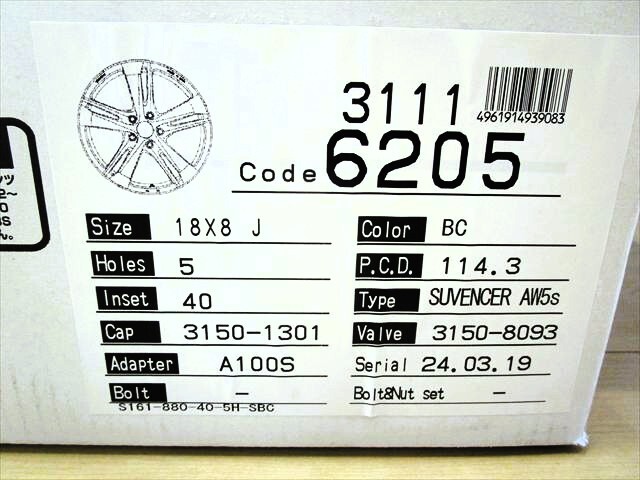 3111
4961914939083
Code 6205
Size 18X8 J
Color BC
Holes 5
P.C.D. 114.3
Inset 40
Type SUVENCER AW5s
Cap 3150-1301
Valve 3150-8093
Adapter A100S
Serial 24.03.19
Bolt -
Bolt&Nut set -
S161-880-40-5H-SBC